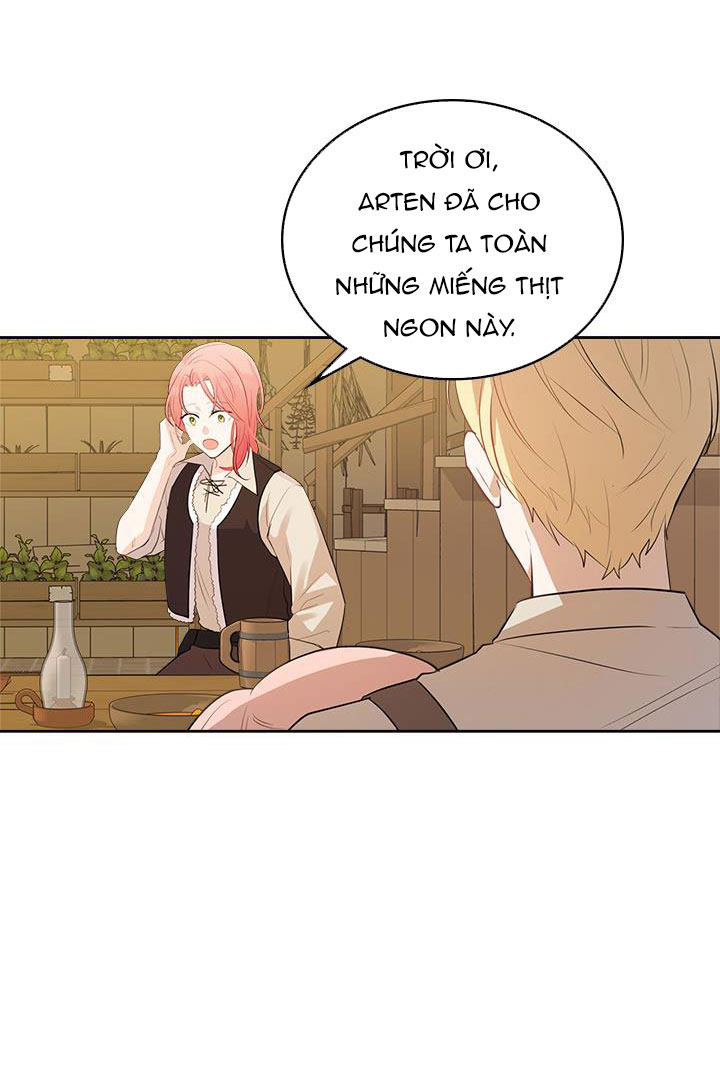 TRỜI ƠI,
ARTEN ĐÃ CHO
CHÚNG TA TOÀN
NHỮNG MIẾNG THỊT
NGON NÀY.